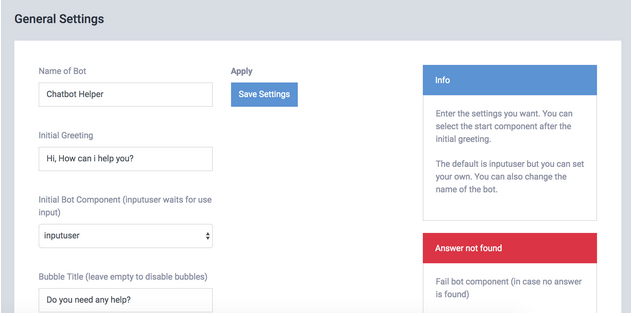 General Settings
Name of Bot
Chatbot Helper
Apply
Save Settings
Initial Greeting
Hi, How can i help you?
Initial Bot Component (inputuser waits for use
input)
inputuser
Bubble Title (leave empty to disable bubbles)
Do you need any help?
Info
Enter the settings you want. You can
select the start component after the
initial greeting.
The default is inputuser but you can set
your own. You can also change the
name of the bot.
Answer not found
Fail bot component (in case no answer
is found)